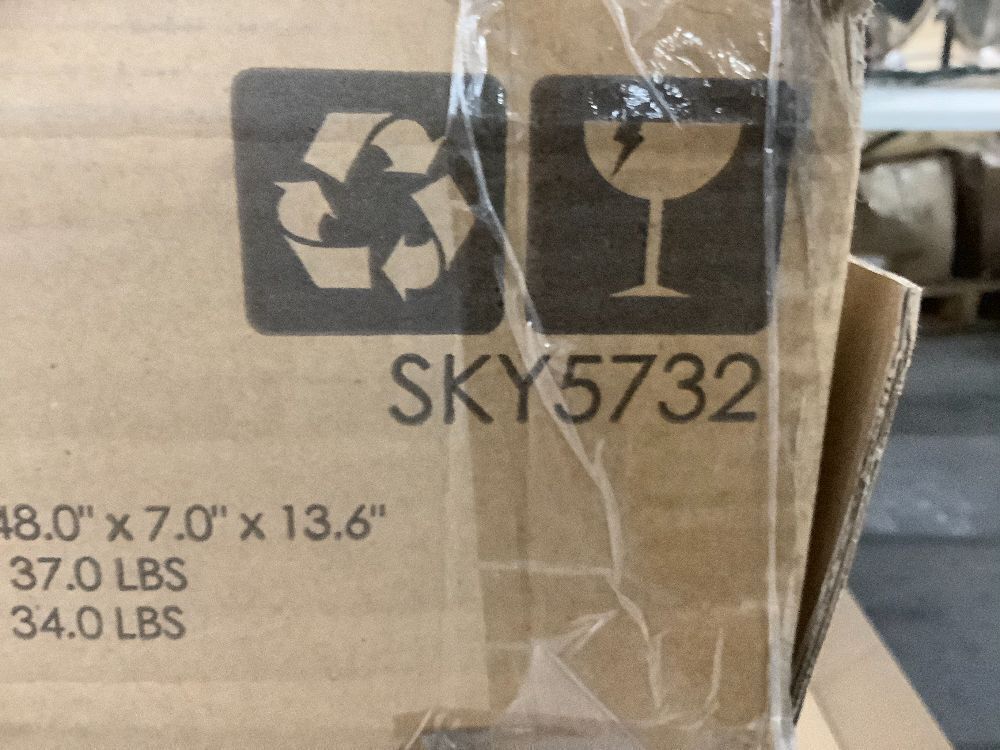 SKY5732
48.0" x 7.0" x 13.6"
37.0 LBS
34.0 LBS